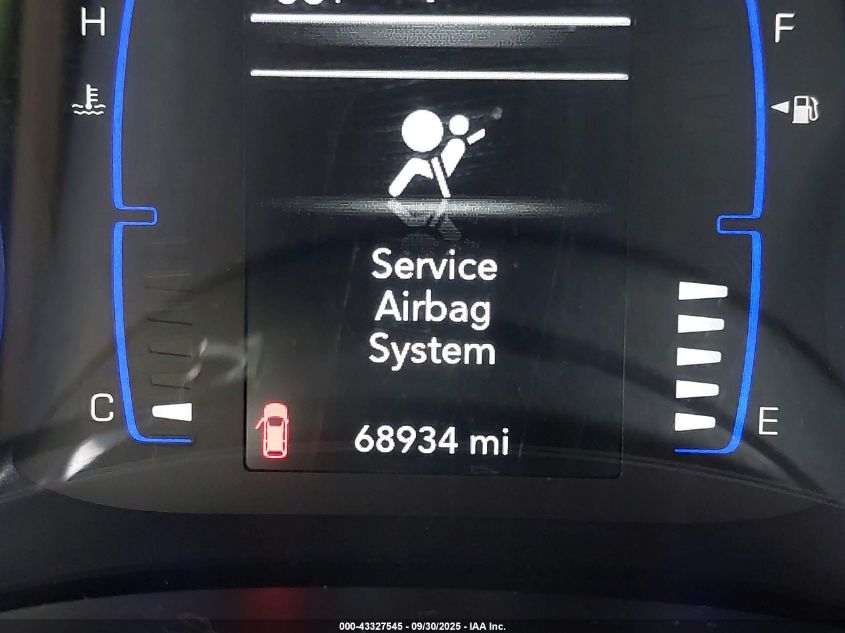 H
F
Service
Airbag
System
C
E
68934 mi
000-43327545 - 09/30/2025 - IAA Inc.